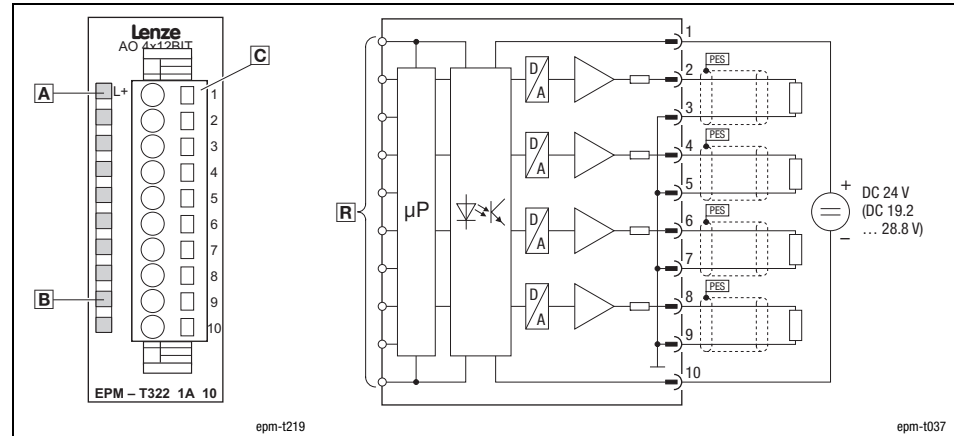 Lenze
AO 4x12BIT
A
L+
C
1
2
3
4
5
6
7
8
B
9
10
EPM – T322 1A 10
epm-t219
R
µP
D
A
D
A
D
A
D
A
1
2
3
4
5
6
7
8
9
10
PES
PES
PES
PES
+
DC 24 V
(DC 19.2
... 28.8 V)
–
epm-t037